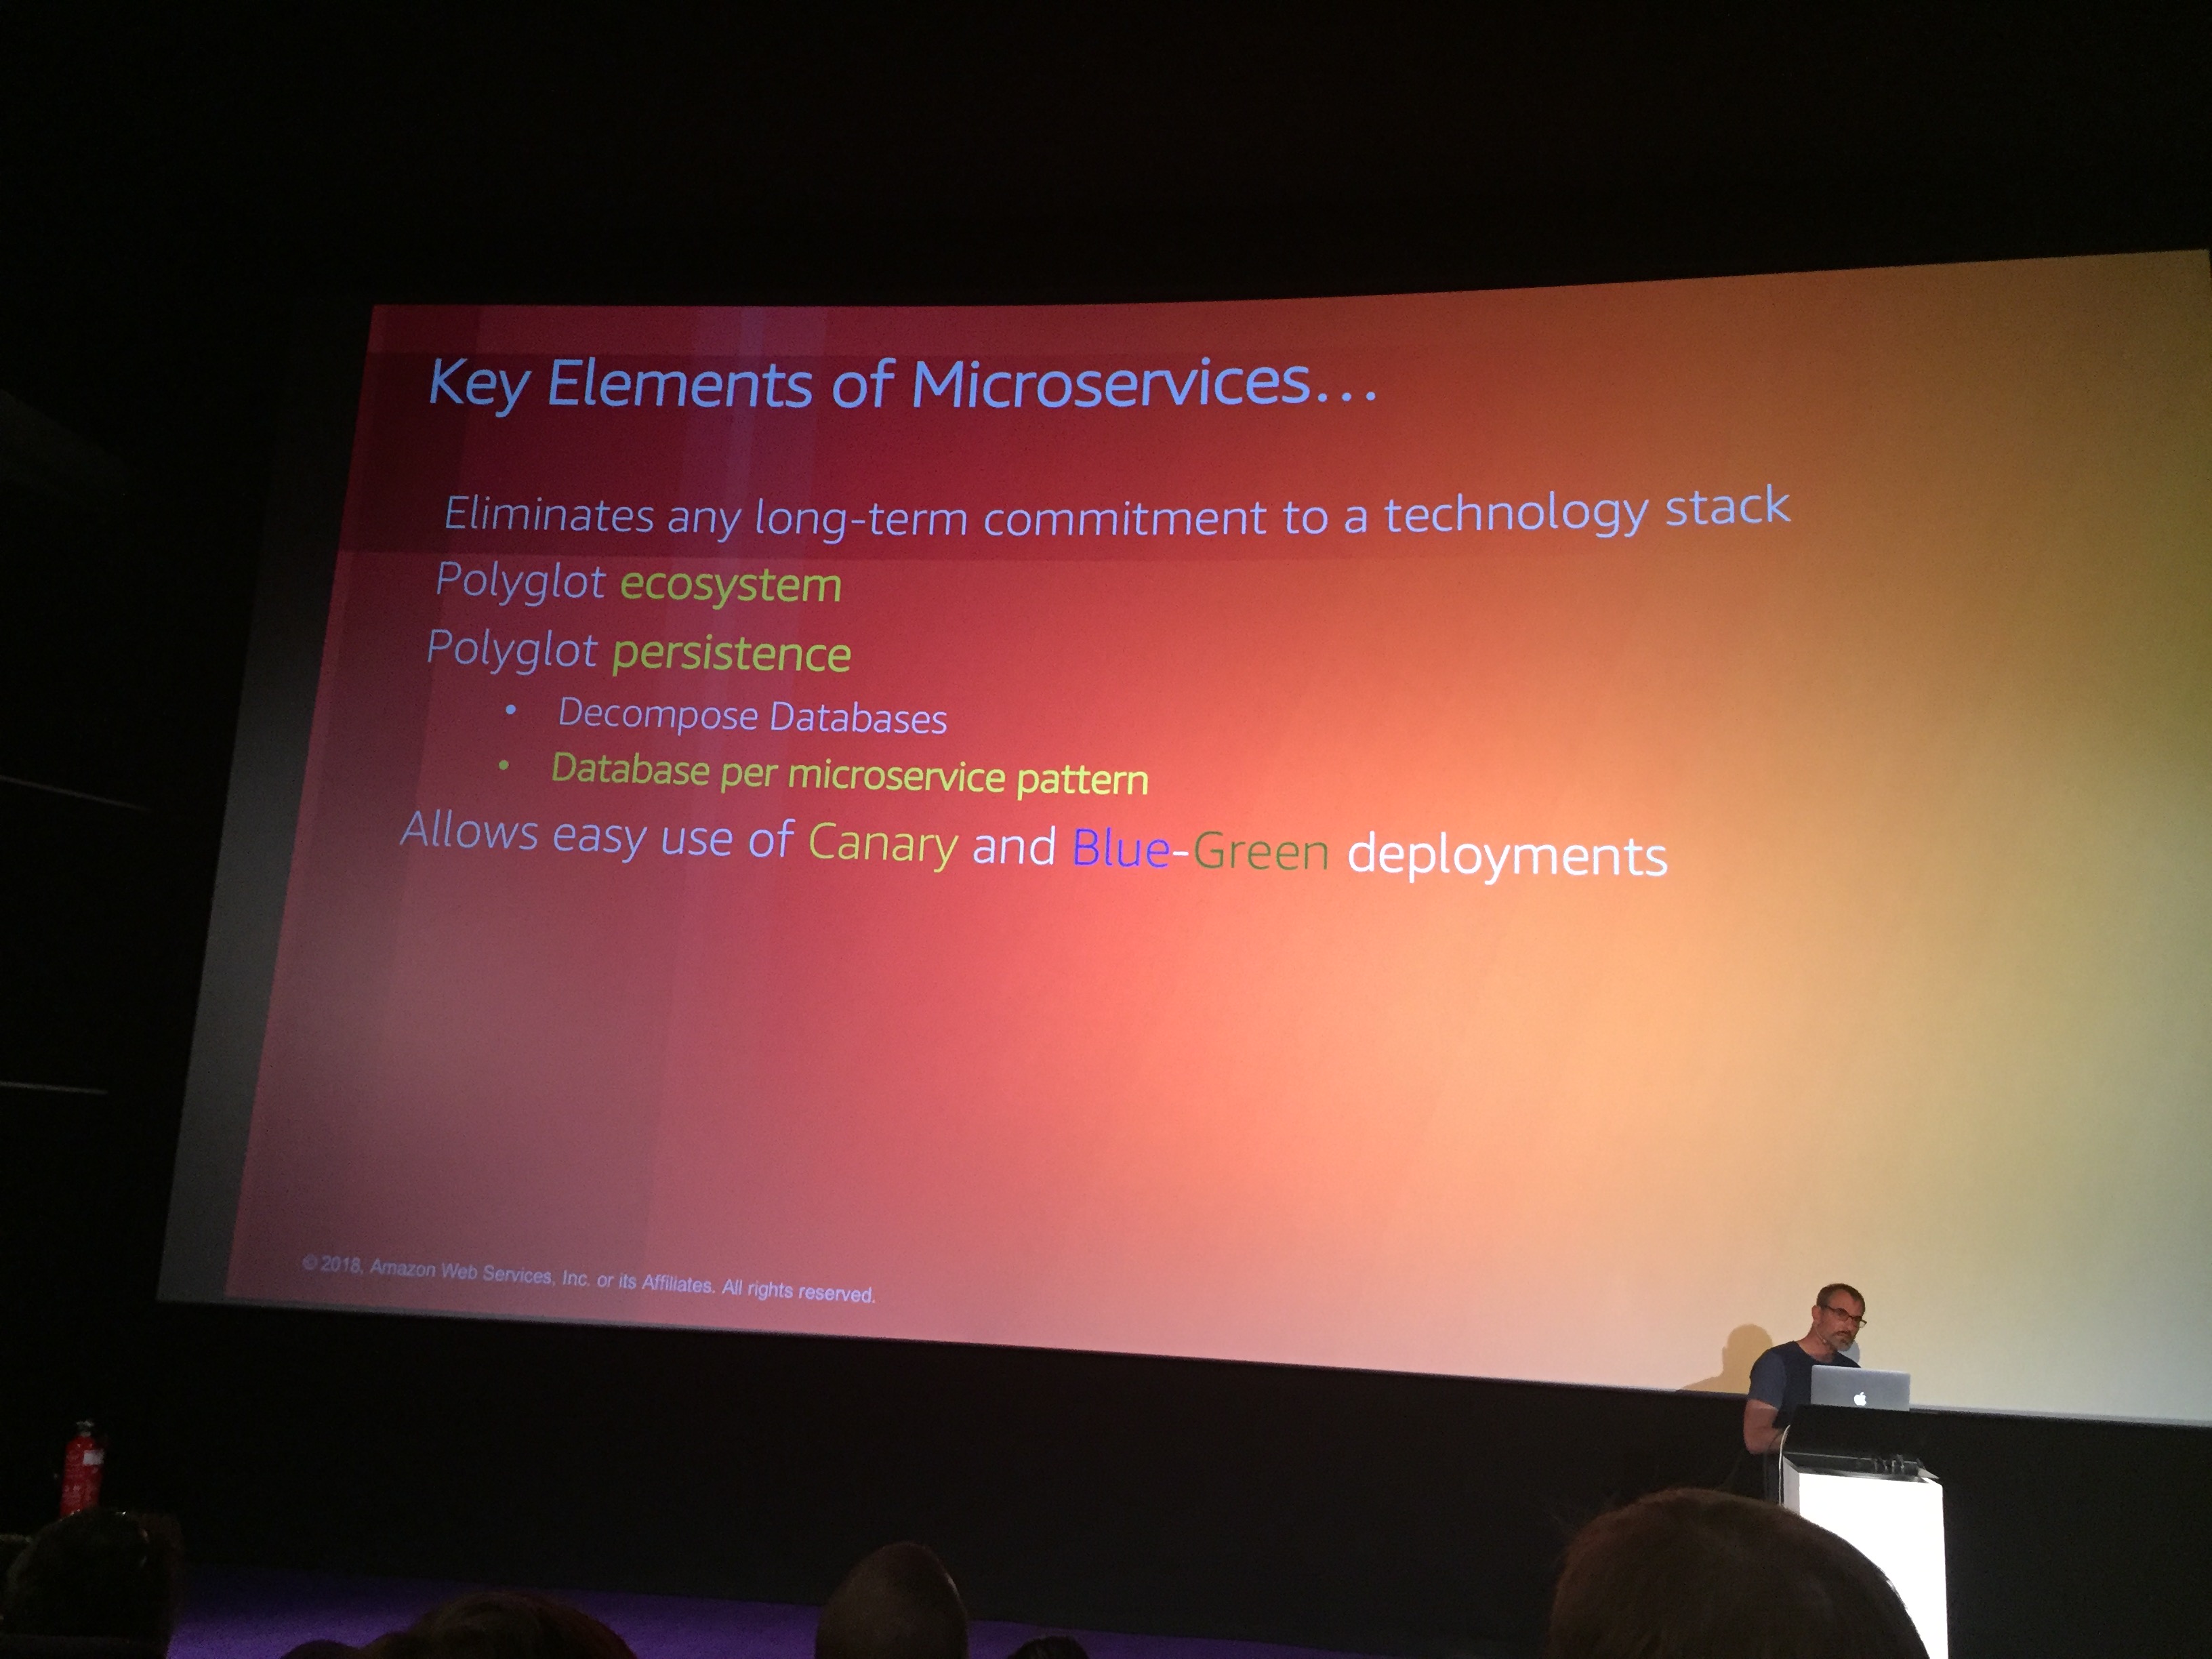 Key Elements of Microservices...
Eliminates any long-term commitment to a technology stack
Polyglot ecosystem
Polyglot persistence
• Decompose Databases
• Database per microservice pattern
Allows easy use of Canary and Blue-Green deployments
© 2018, Amazon Web Services, Inc. or its Affiliates. All rights reserved.